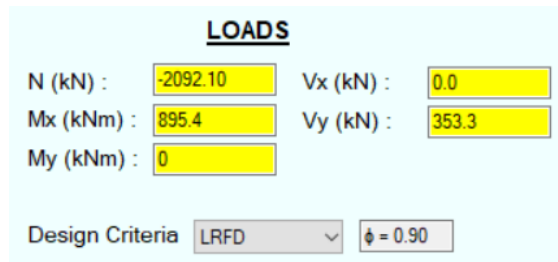 LOADS
N (kN) : -2092.10 Vx (kN) : 0.0
Mx (kNm) : 895.4 Vy (kN) : 353.3
My (kNm) : 0
Design Criteria LRFD ϕ = 0.90